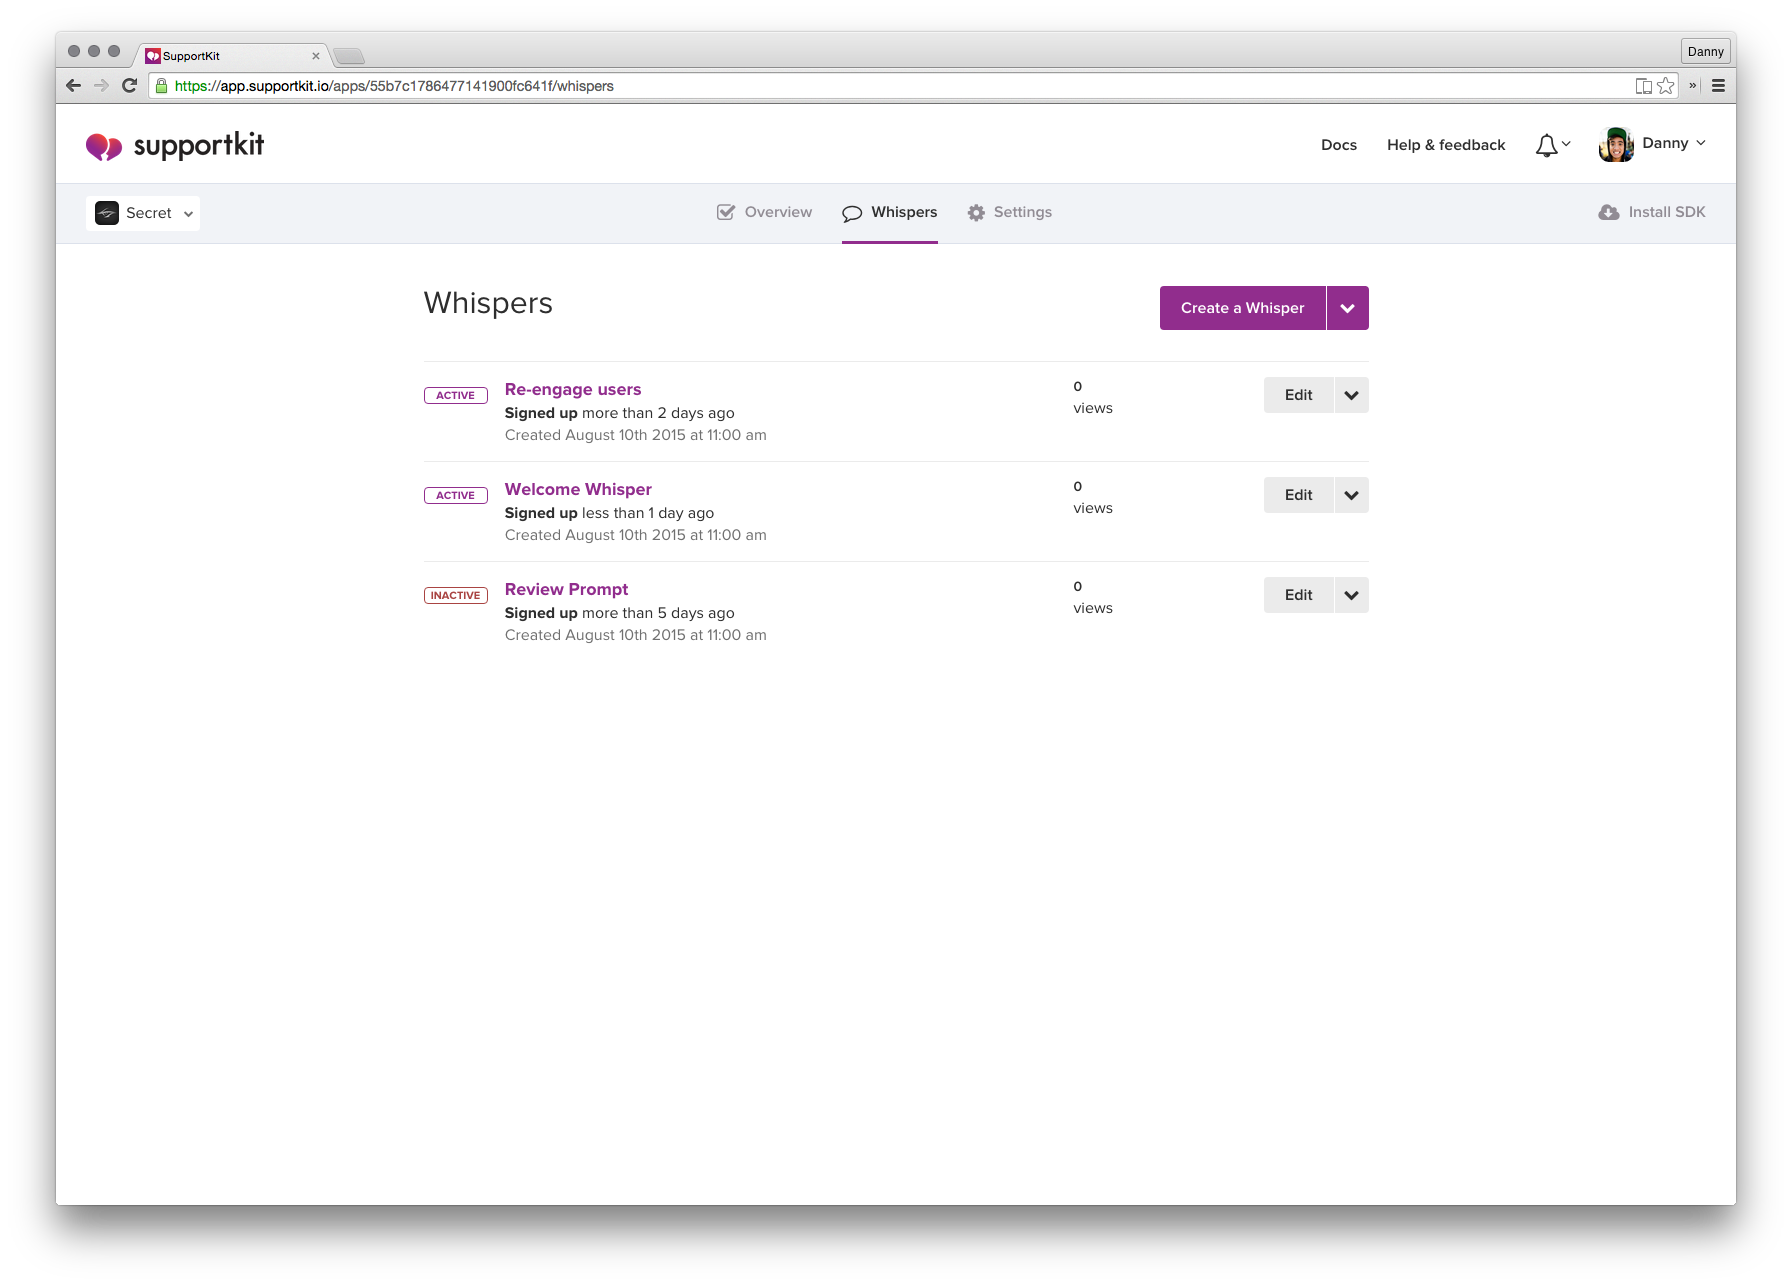 SupportKit
Danny
https://app.supportkit.io/apps/55b7c1786477141900fc641f/whispers
supportkit
Docs
Help & feedback
Danny
Secret
Overview
Whispers
Settings
Install SDK
Whispers
Create a Whisper
ACTIVE
Re-engage users
Signed up more than 2 days ago
Created August 10th 2015 at 11:00 am
0
views
Edit
ACTIVE
Welcome Whisper
Signed up less than 1 day ago
Created August 10th 2015 at 11:00 am
0
views
Edit
INACTIVE
Review Prompt
Signed up more than 5 days ago
Created August 10th 2015 at 11:00 am
0
views
Edit